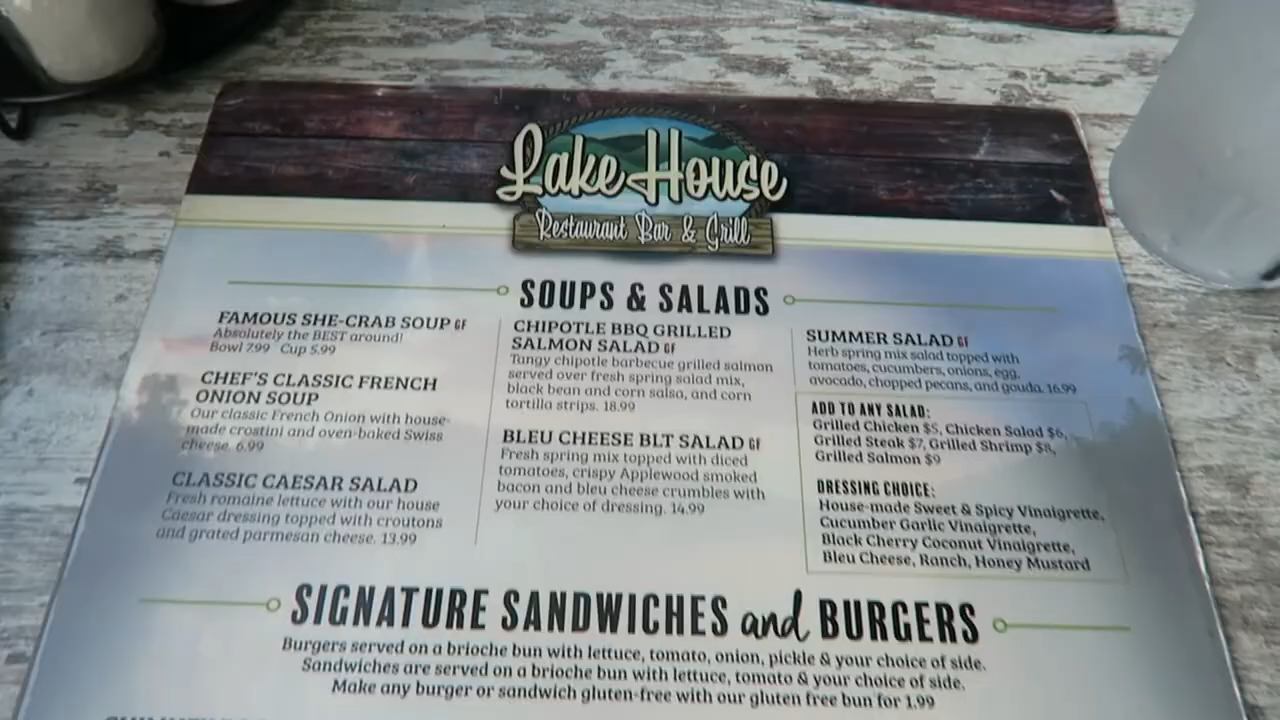 Lake House
Restaurant Bar & Grill
SOUPS & SALADS
FAMOUS SHE-CRAB SOUP GF
Absolutely the BEST around!
Bowl 7.99 Cup 5.99
CHEF'S CLASSIC FRENCH
ONION SOUP
Our classic French Onion with house-
made crostini and oven-baked Swiss
cheese. 6.99
CLASSIC CAESAR SALAD
Fresh romaine lettuce with our house
Caesar dressing topped with croutons
and grated parmesan cheese. 13.99
CHIPOTLE BBQ GRILLED
SALMON SALAD GF
Tangy chipotle barbecue grilled salmon
served over fresh spring salad mix,
black bean and corn salsa, and corn
tortilla strips. 18.99
BLEU CHEESE BLT SALAD GF
Fresh spring mix topped with diced
tomatoes, crispy Applewood smoked
bacon and bleu cheese crumbles with
your choice of dressing. 14.99
SUMMER SALAD GF
Herb spring mix salad topped with
tomatoes, cucumbers, onions, egg,
avocado, chopped pecans, and gouda. 16.99
ADD TO ANY SALAD:
Grilled Chicken $5, Chicken Salad $6,
Grilled Steak $7, Grilled Shrimp $8,
Grilled Salmon $9
DRESSING CHOICE:
House-made Sweet & Spicy Vinaigrette,
Cucumber Garlic Vinaigrette,
Black Cherry Coconut Vinaigrette,
Bleu Cheese, Ranch, Honey Mustard
SIGNATURE SANDWICHES and BURGERS
Burgers served on a brioche bun with lettuce, tomato, onion, pickle & your choice of side.
Sandwiches are served on a brioche bun with lettuce, tomato & your choice of side.
Make any burger or sandwich gluten-free with our gluten free bun for 1.99